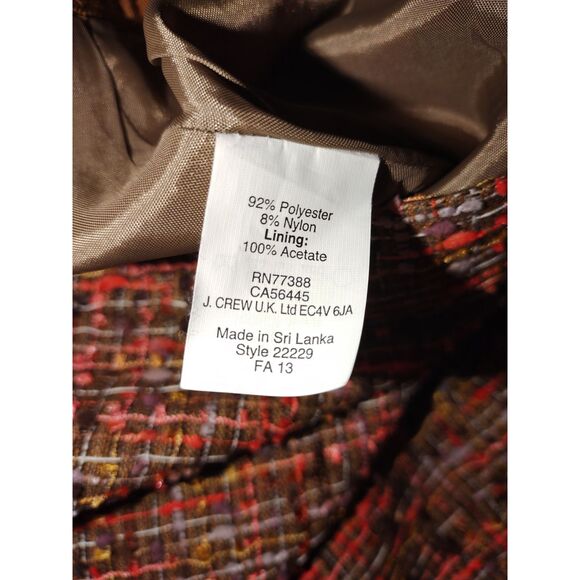 92% Polyester
8% Nylon
Lining:
100% Acetate
RN77388
CA56445
J. CREW U.K. Ltd EC4V 6JA
Made in Sri Lanka
Style 22229
FA 13